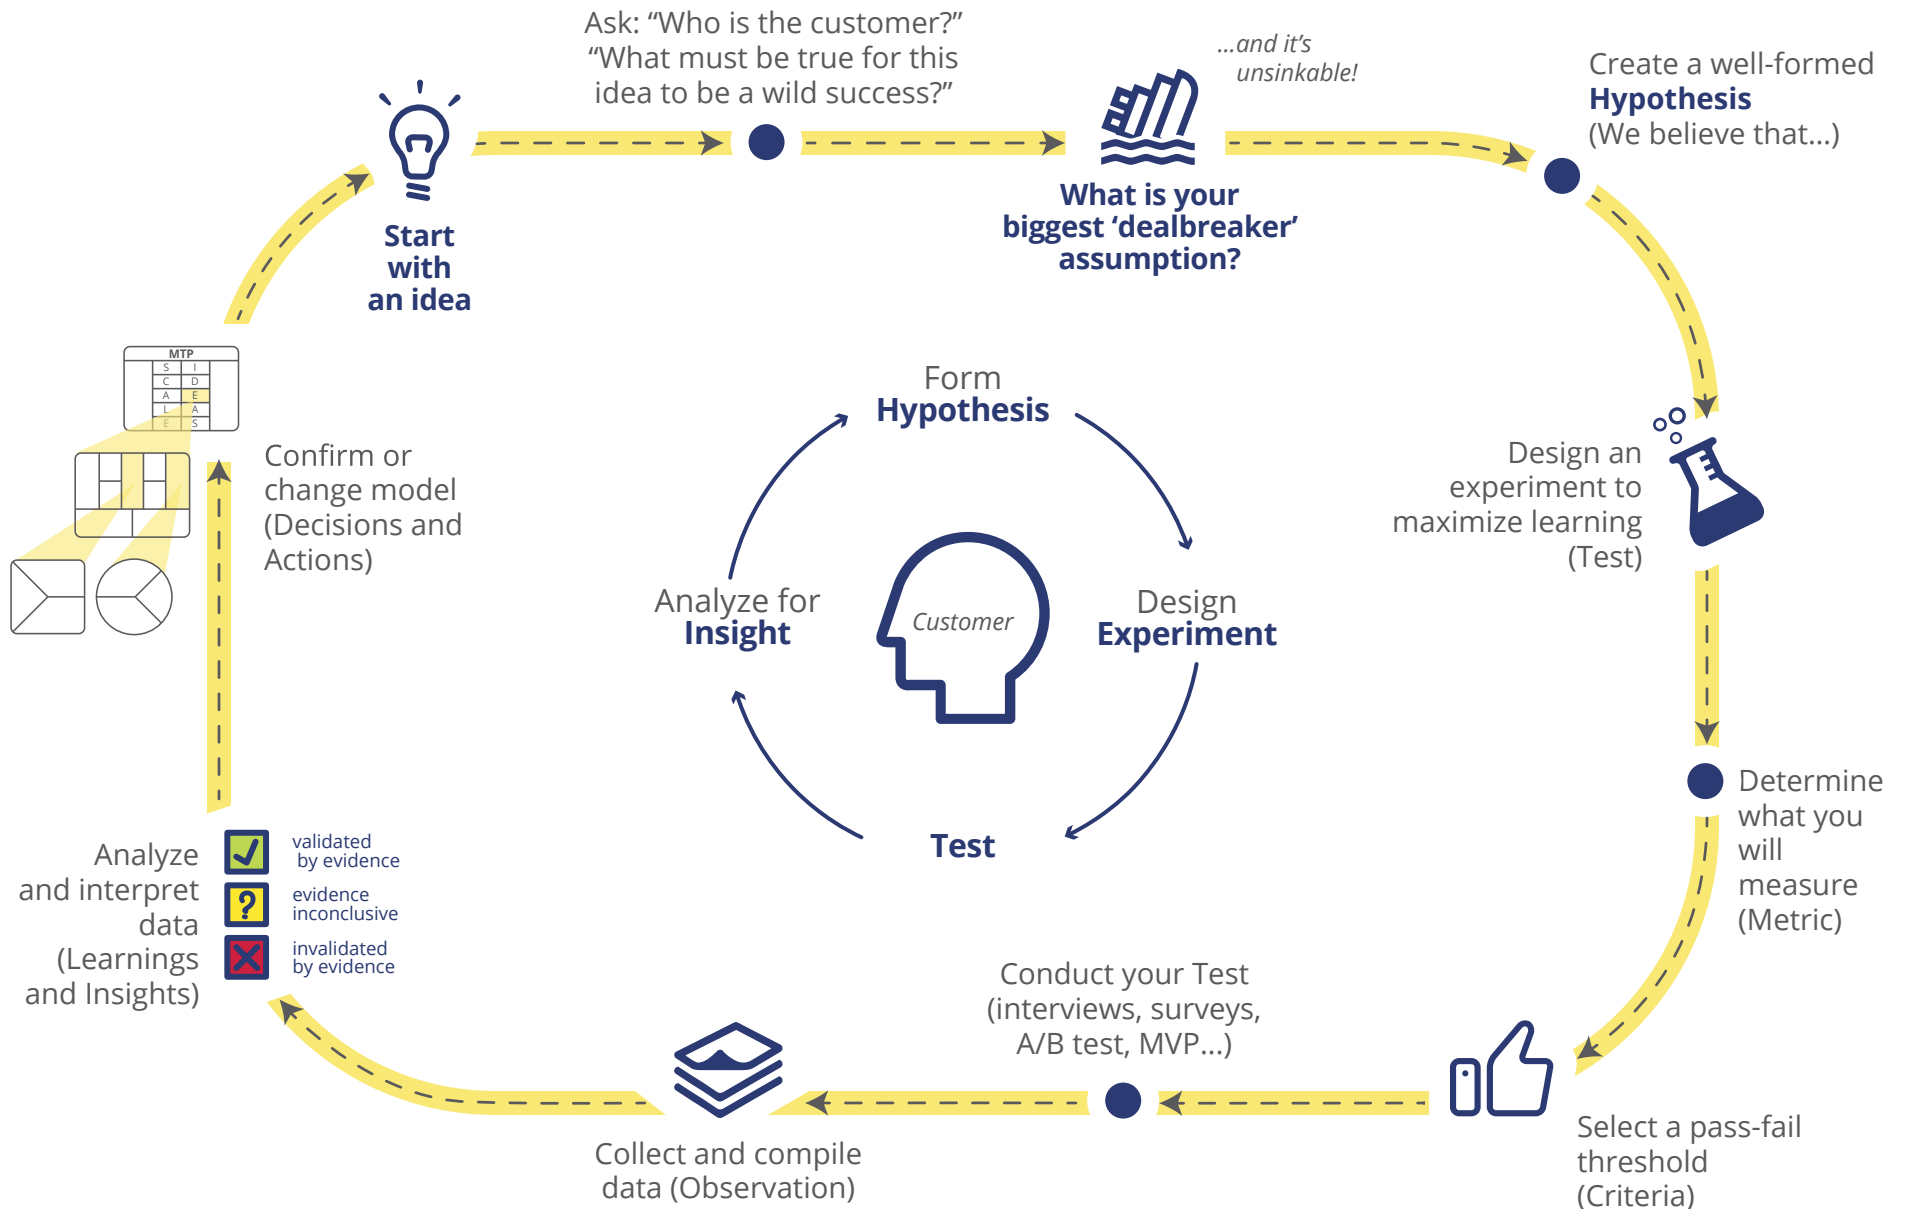 Ask: “Who is the customer?”
“What must be true for this
idea to be a wild success?”
...and it’s
unsinkable!
Create a well-formed
Hypothesis
(We believe that...)
What is your
biggest ‘dealbreaker’
assumption?
Start
with
an idea
MTP
S I
C D
A E
L A
E S
Form
Hypothesis
Confirm or
change model
(Decisions and
Actions)
Design an
experiment to
maximize learning
(Test)
Analyze for
Insight
Customer
Design
Experiment
Test
Determine
what you
will
measure
(Metric)
Analyze
and interpret
data
(Learnings
and Insights)
validated
by evidence
?
evidence
inconclusive
invalidated
by evidence
Conduct your Test
(interviews, surveys,
A/B test, MVP...)
Select a pass-fail
threshold
(Criteria)
Collect and compile
data (Observation)